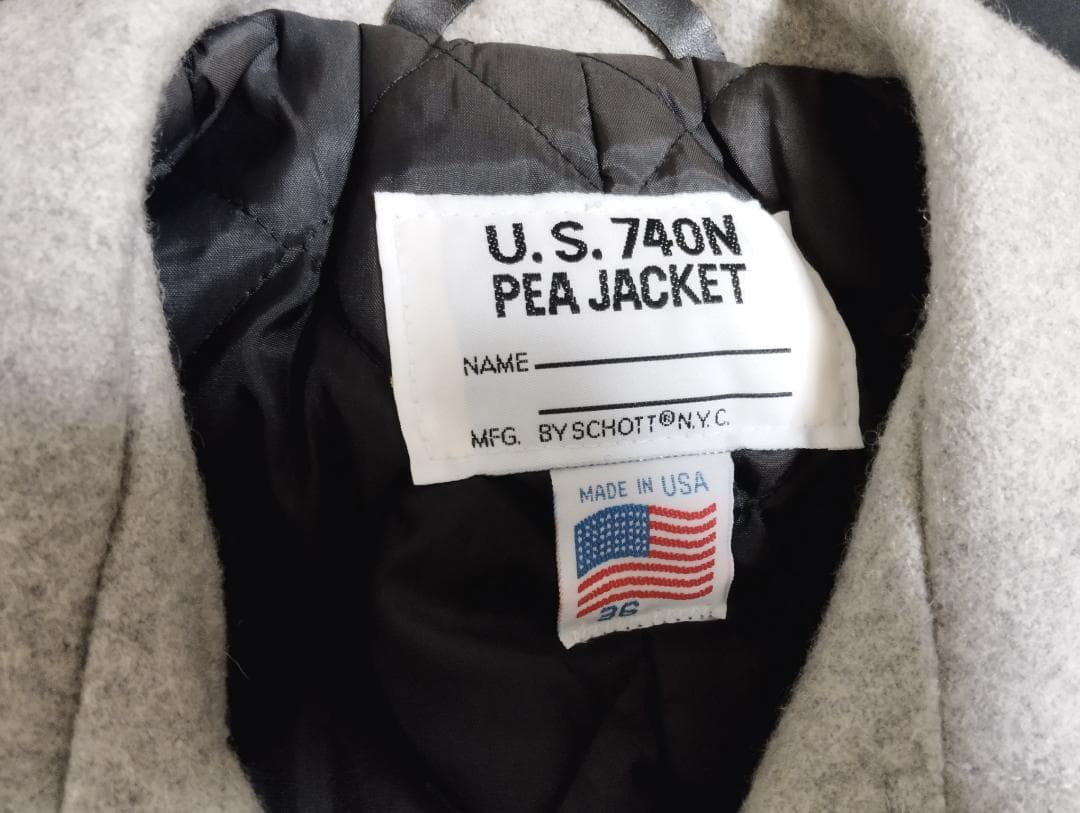 U.S. 740N
PEA JACKET
NAME
MFG. BY SCHOTT® N.Y.C.
MADE IN USA
36